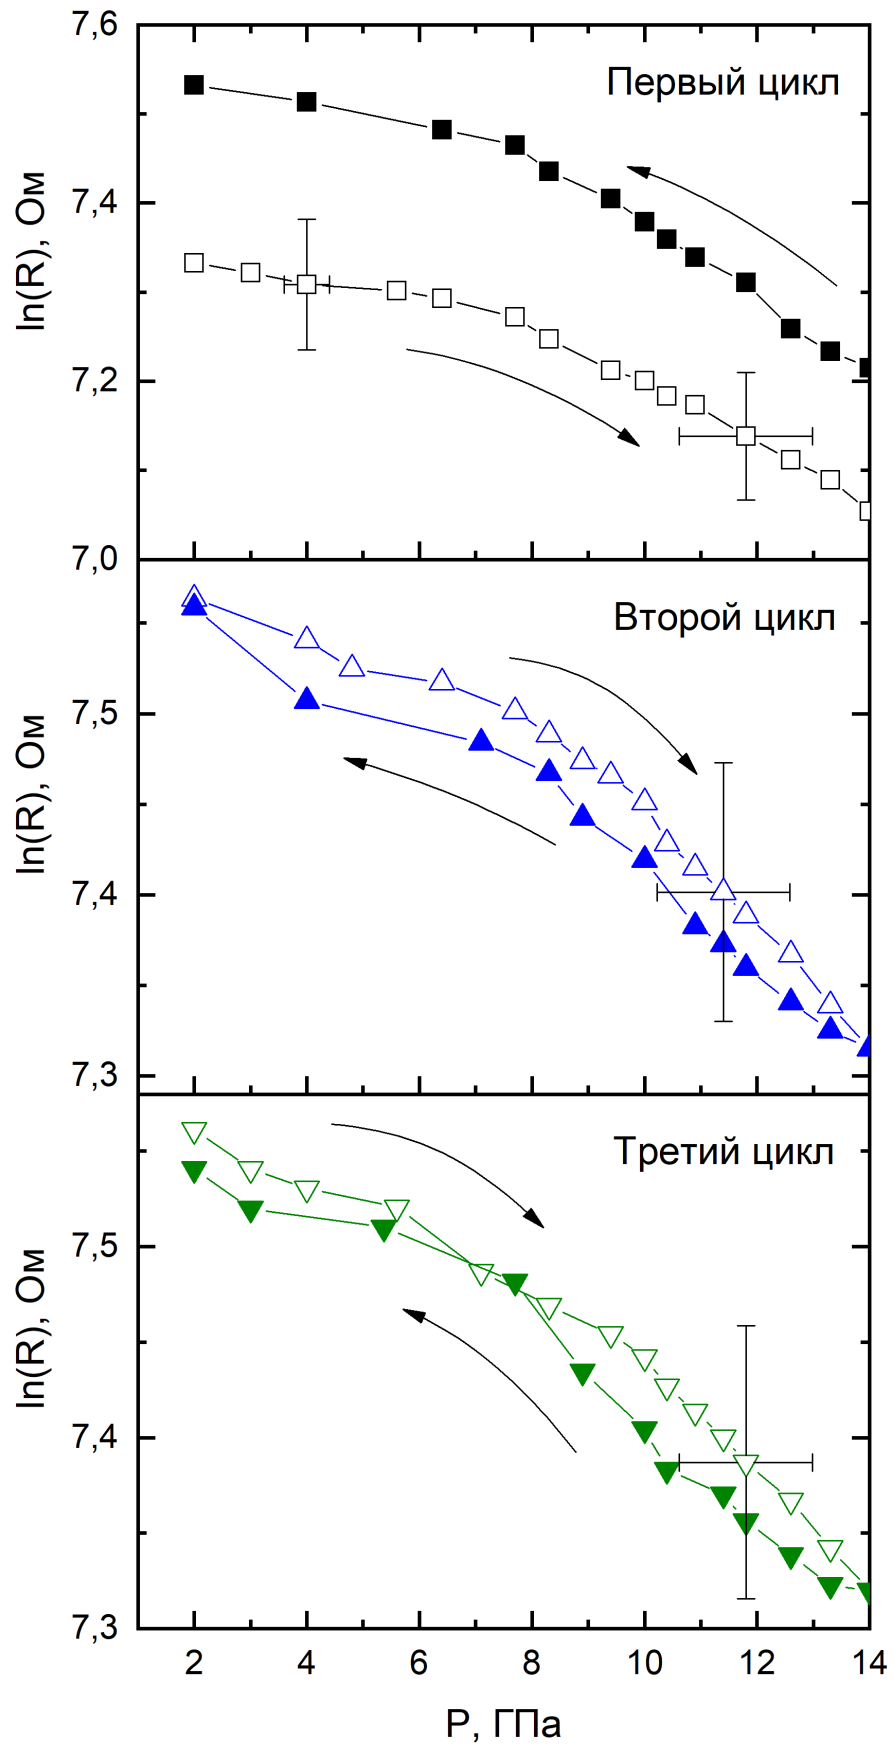 7,6
Первый цикл
7,4
ln(R), Ом
7,2
7,0
Второй цикл
7,5
ln(R), Ом
7,4
7,3
Третий цикл
7,5
ln(R), Ом
7,4
7,3
2 4 6 8 10 12 14
P, ГПа